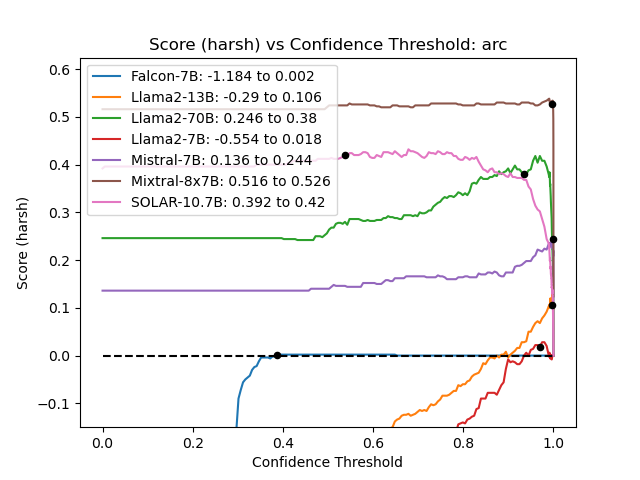 Score (harsh) vs Confidence Threshold: arc
Falcon-7B: -1.184 to 0.002
Llama2-13B: -0.29 to 0.106
Llama2-70B: 0.246 to 0.38
Llama2-7B: -0.554 to 0.018
Mistral-7B: 0.136 to 0.244
Mixtral-8x7B: 0.516 to 0.526
SOLAR-10.7B: 0.392 to 0.42
Score (harsh)
0.6
0.5
0.4
0.3
0.2
0.1
0.0
−0.1
0.0 0.2 0.4 0.6 0.8 1.0
Confidence Threshold